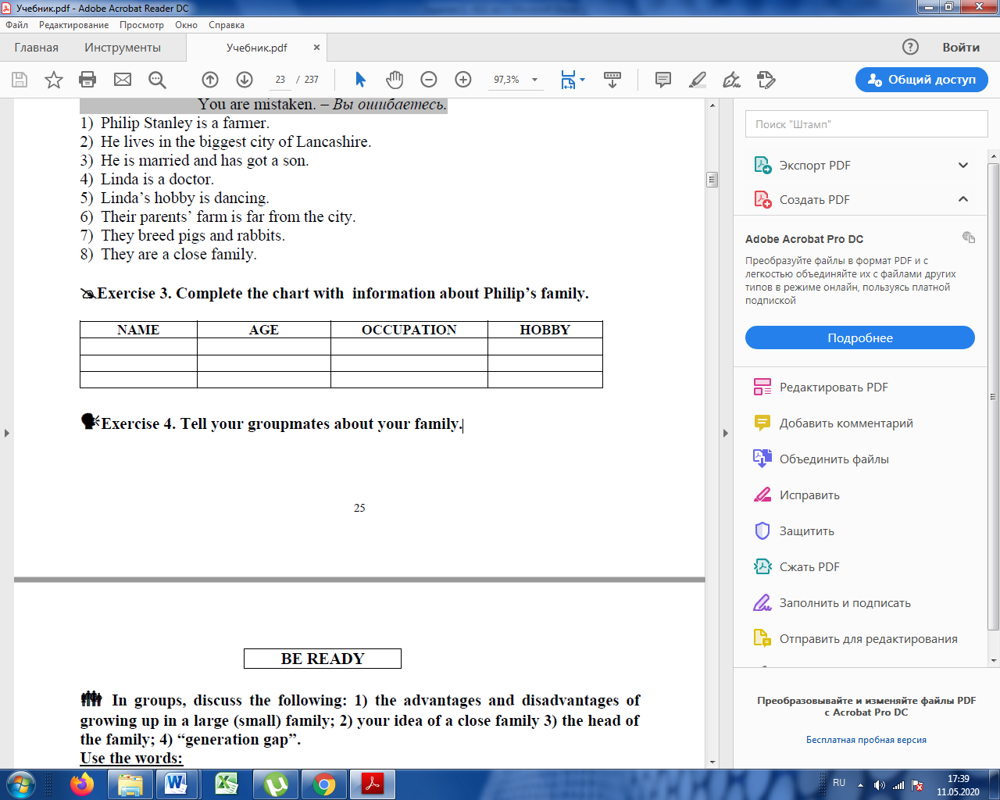 Учебник.pdf - Adobe Acrobat Reader DC
Файл Редактирование Просмотр Окно Справка
Главная Инструменты Учебник.pdf × ? Войти
23 / 237 97,3% Общий доступ
You are mistaken. – Вы ошибаетесь.
1) Philip Stanley is a farmer.
2) He lives in the biggest city of Lancashire.
3) He is married and has got a son.
4) Linda is a doctor.
5) Linda’s hobby is dancing.
6) Their parents’ farm is far from the city.
7) They breed pigs and rabbits.
8) They are a close family.
Exercise 3. Complete the chart with information about Philip’s family.
NAME AGE OCCUPATION HOBBY
Exercise 4. Tell your groupmates about your family.
25
BE READY
In groups, discuss the following: 1) the advantages and disadvantages of
growing up in a large (small) family; 2) your idea of a close family 3) the head of
the family; 4) “generation gap”.
Use the words:
Поиск "Штамп"
Экспорт PDF
Создать PDF
Adobe Acrobat Pro DC
Преобразуйте файлы в формат PDF и с
легкостью объединяйте их с файлами других
типов в режиме онлайн, пользуясь платной
подпиской
Подробнее
Редактировать PDF
Добавить комментарий
Объединить файлы
Исправить
Защитить
Сжать PDF
Заполнить и подписать
Отправить для редактирования
Преобразовывайте и изменяйте файлы PDF
с Acrobat Pro DC
Бесплатная пробная версия
RU 17:39
11.05.2020